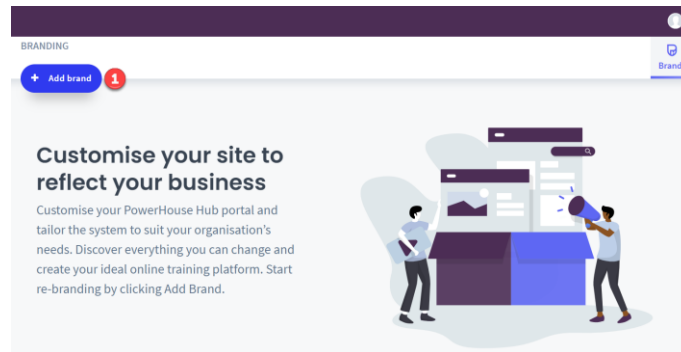 BRANDING
Brand
+ Add brand 1
Customise your site to
reflect your business
Customise your PowerHouse Hub portal and
tailor the system to suit your organisation's
needs. Discover everything you can change and
create your ideal online training platform. Start
re-branding by clicking Add Brand.